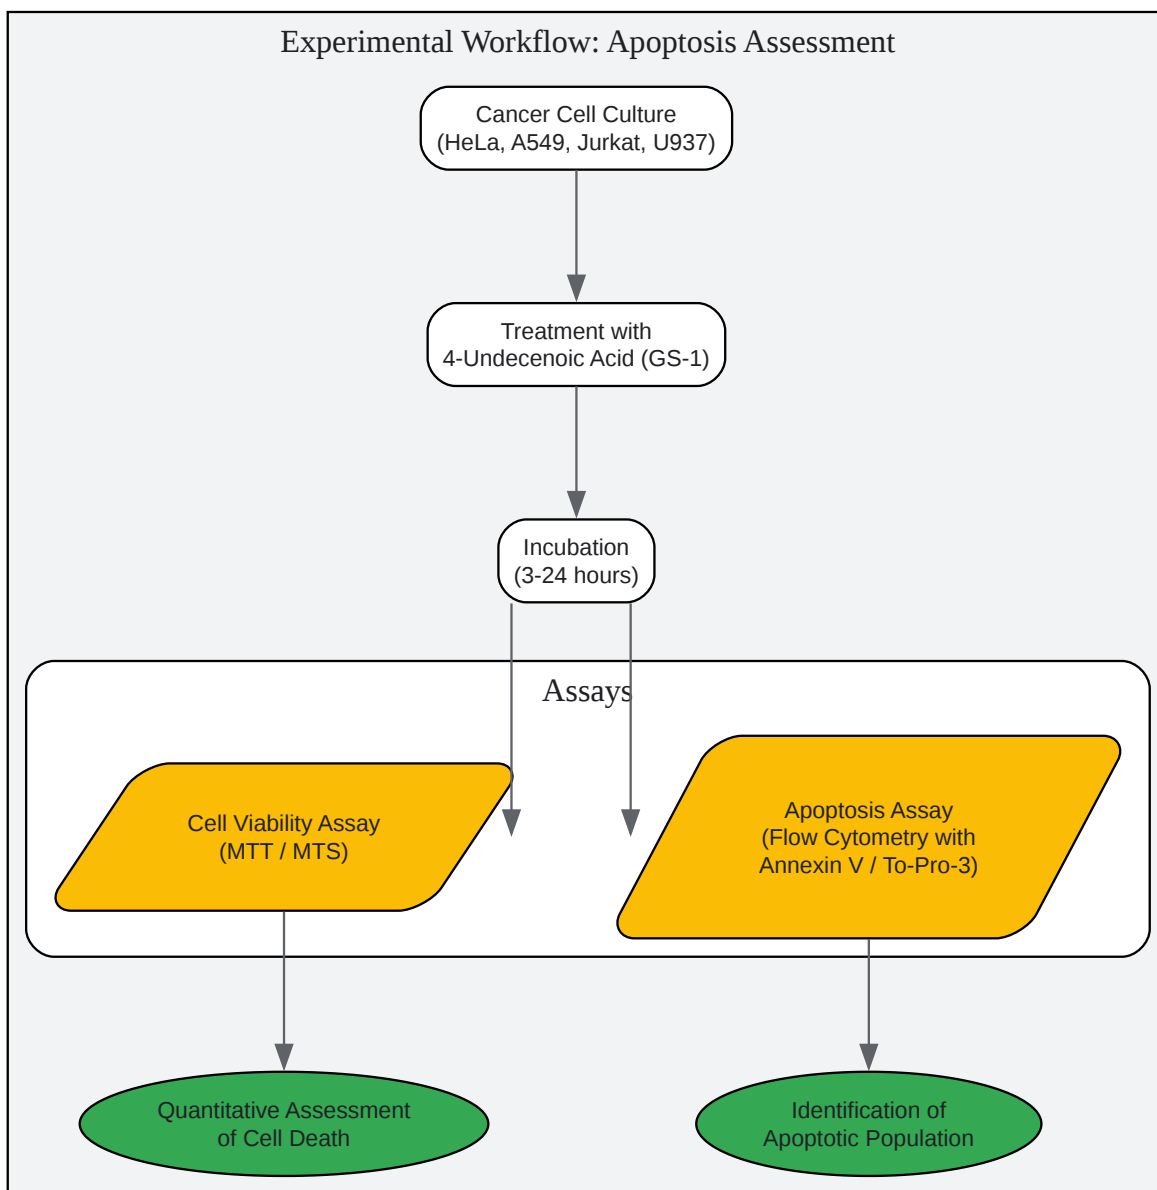 Experimental Workflow: Apoptosis Assessment
Cancer Cell Culture
(HeLa, A549, Jurkat, U937)
Treatment with
4-Undecenoic Acid (GS-1)
Incubation
(3-24 hours)
Assays
Cell Viability Assay
(MTT / MTS)
Apoptosis Assay
(Flow Cytometry with
Annexin V / To-Pro-3)
Quantitative Assessment
of Cell Death
Identification of
Apoptotic Population